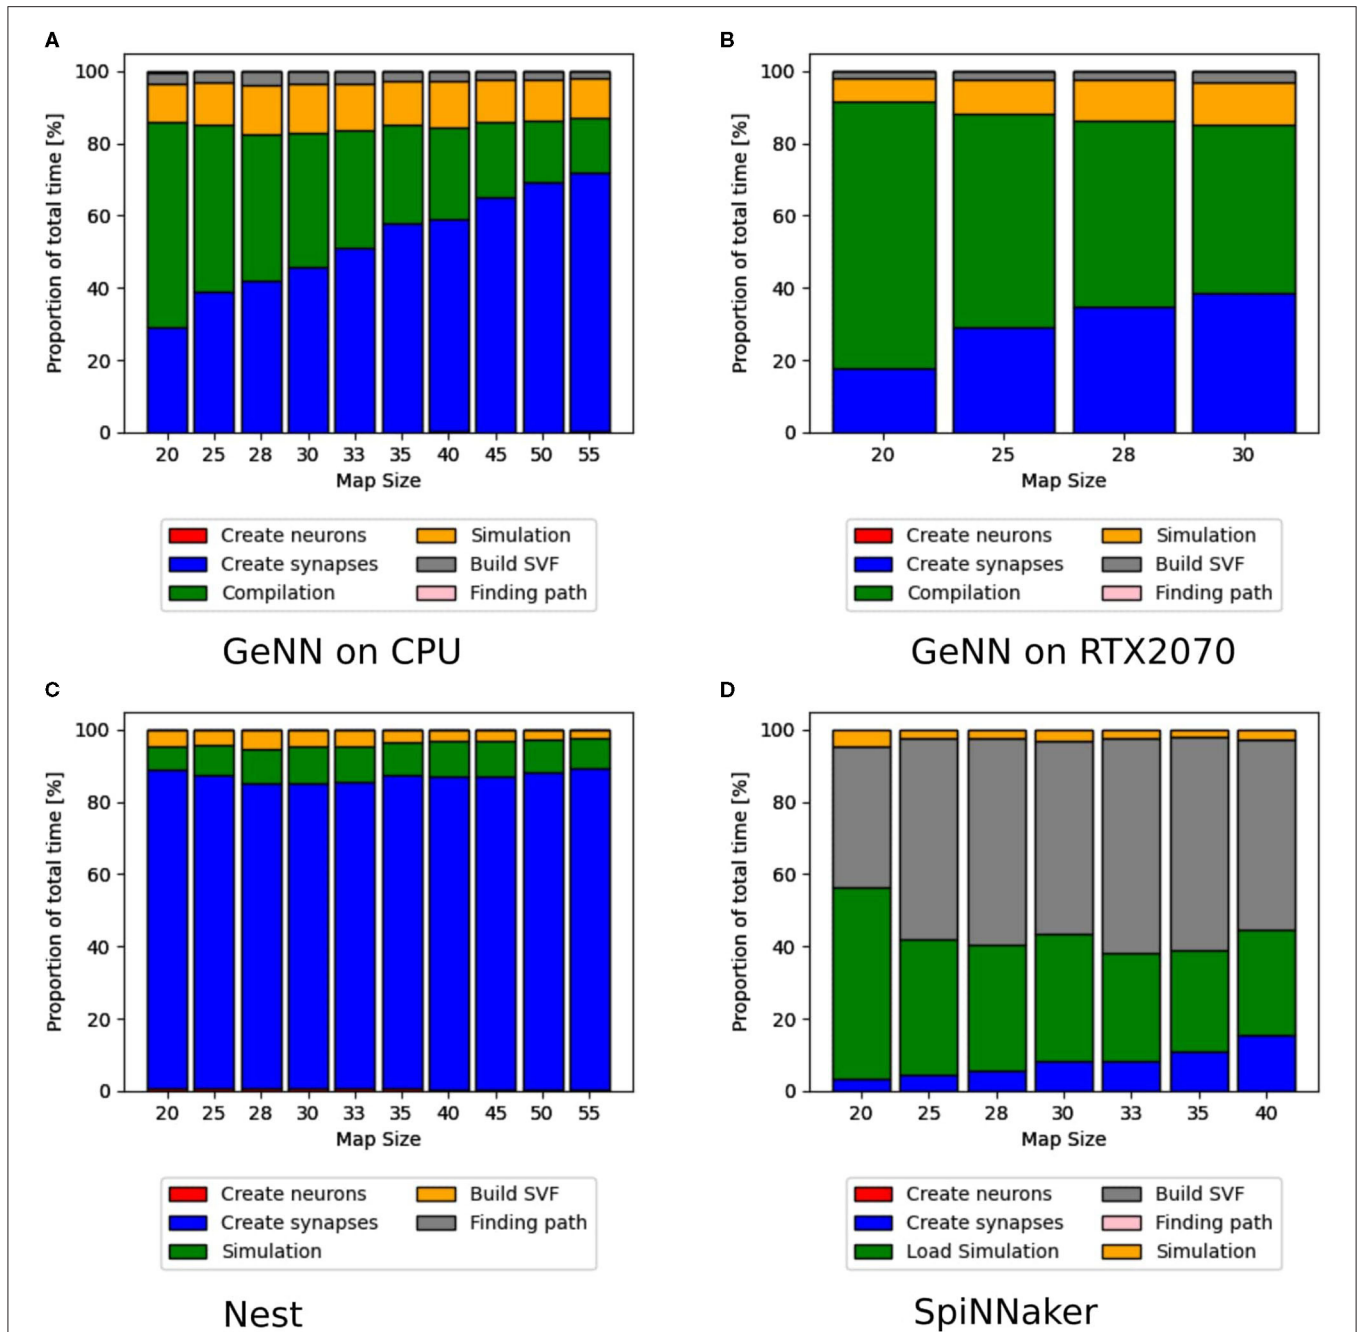 A
Proportion of total time [%]
100
80
60
40
20
0
20 25 28 30 33 35 40 45 50 55
Map Size
Create neurons Simulation
Create synapses Build SVF
Compilation Finding path
GeNN on CPU
B
Proportion of total time [%]
100
80
60
40
20
0
20 25 28 30
Map Size
Create neurons Simulation
Create synapses Build SVF
Compilation Finding path
GeNN on RTX2070
C
Proportion of total time [%]
100
80
60
40
20
0
20 25 28 30 33 35 40 45 50 55
Map Size
Create neurons Build SVF
Create synapses Finding path
Simulation
Nest
D
Proportion of total time [%]
100
80
60
40
20
0
20 25 28 30 33 35 40
Map Size
Create neurons Build SVF
Create synapses Finding path
Load Simulation Simulation
SpiNNaker